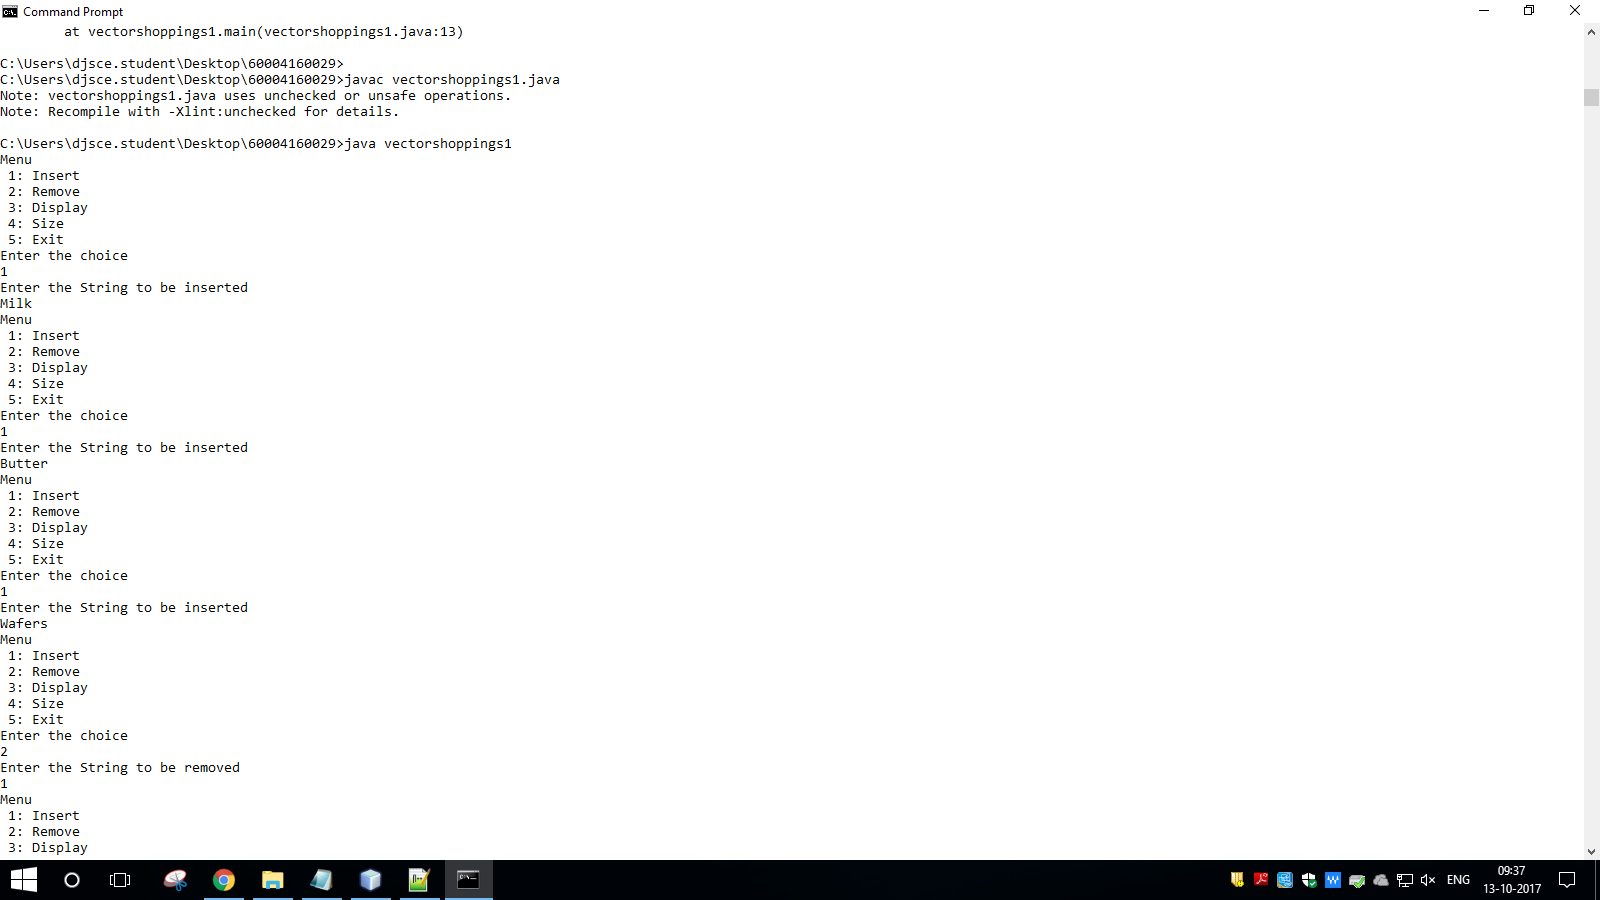 Command Prompt
at vectorshoppings1.main(vectorshoppings1.java:13)
C:\Users\djsce.student\Desktop\60004160029>
C:\Users\djsce.student\Desktop\60004160029>javac vectorshoppings1.java
Note: vectorshoppings1.java uses unchecked or unsafe operations.
Note: Recompile with -Xlint:unchecked for details.
C:\Users\djsce.student\Desktop\60004160029>java vectorshoppings1
Menu
1: Insert
2: Remove
3: Display
4: Size
5: Exit
Enter the choice
1
Enter the String to be inserted
Milk
Menu
1: Insert
2: Remove
3: Display
4: Size
5: Exit
Enter the choice
1
Enter the String to be inserted
Butter
Menu
1: Insert
2: Remove
3: Display
4: Size
5: Exit
Enter the choice
1
Enter the String to be inserted
Wafers
Menu
1: Insert
2: Remove
3: Display
4: Size
5: Exit
Enter the choice
2
Enter the String to be removed
1
Menu
1: Insert
2: Remove
3: Display
ENG
09:37
13-10-2017